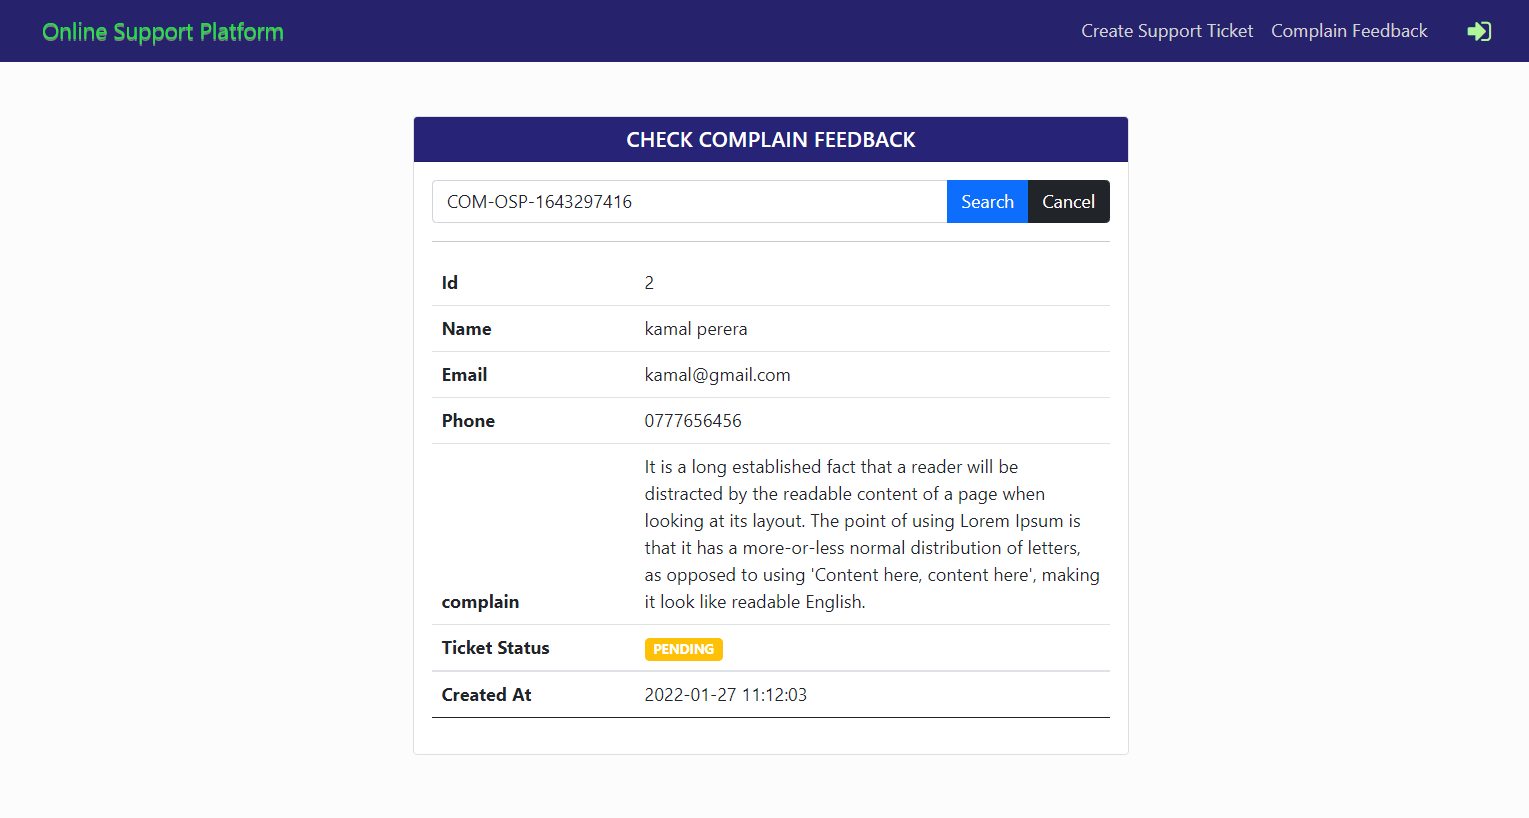 Online Support Platform
Create Support Ticket
Complain Feedback
CHECK COMPLAIN FEEDBACK
COM-OSP-1643297416
Search
Cancel
Id 2
Name kamal perera
Email kamal@gmail.com
Phone 0777656456
It is a long established fact that a reader will be
distracted by the readable content of a page when
looking at its layout. The point of using Lorem Ipsum is
that it has a more-or-less normal distribution of letters,
as opposed to using 'Content here, content here', making
complain it look like readable English.
Ticket Status PENDING
Created At 2022-01-27 11:12:03